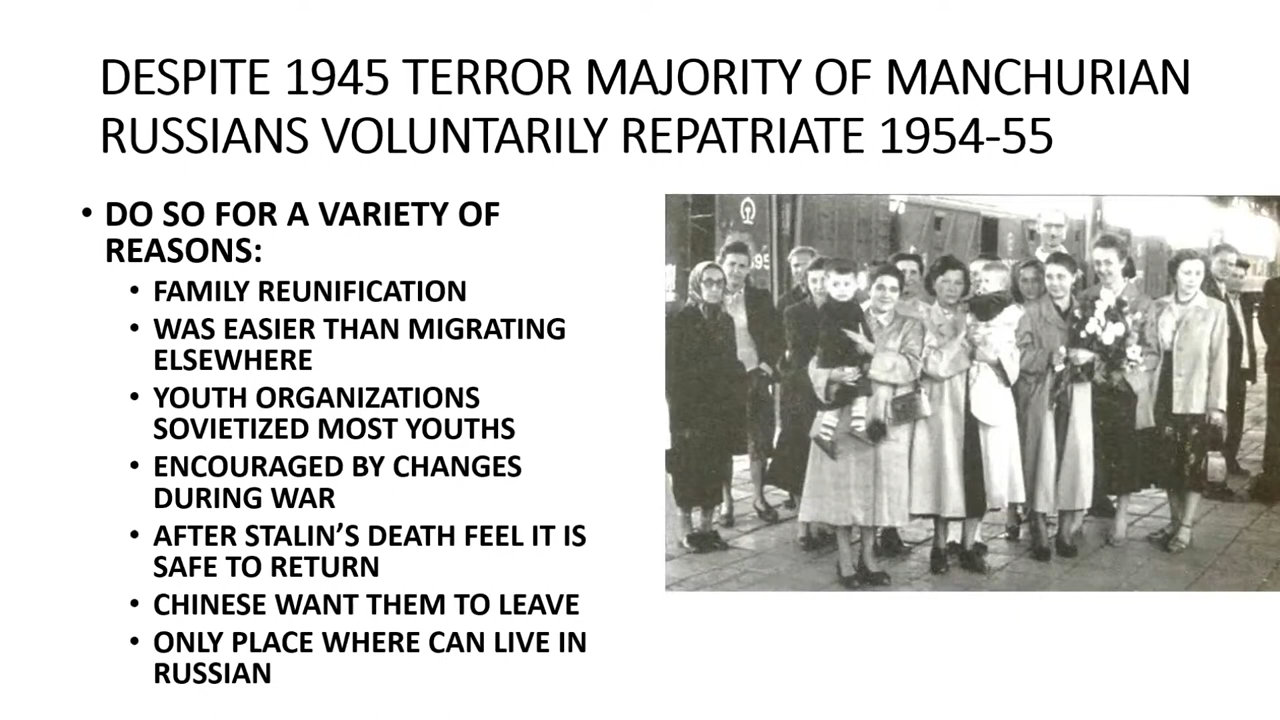 DESPITE 1945 TERROR MAJORITY OF MANCHURIAN
RUSSIANS VOLUNTARILY REPATRIATE 1954-55
• DO SO FOR A VARIETY OF
REASONS:
• FAMILY REUNIFICATION
• WAS EASIER THAN MIGRATING
ELSEWHERE
• YOUTH ORGANIZATIONS
SOVIETIZED MOST YOUTHS
• ENCOURAGED BY CHANGES
DURING WAR
• AFTER STALIN’S DEATH FEEL IT IS
SAFE TO RETURN
• CHINESE WANT THEM TO LEAVE
• ONLY PLACE WHERE CAN LIVE IN
RUSSIAN